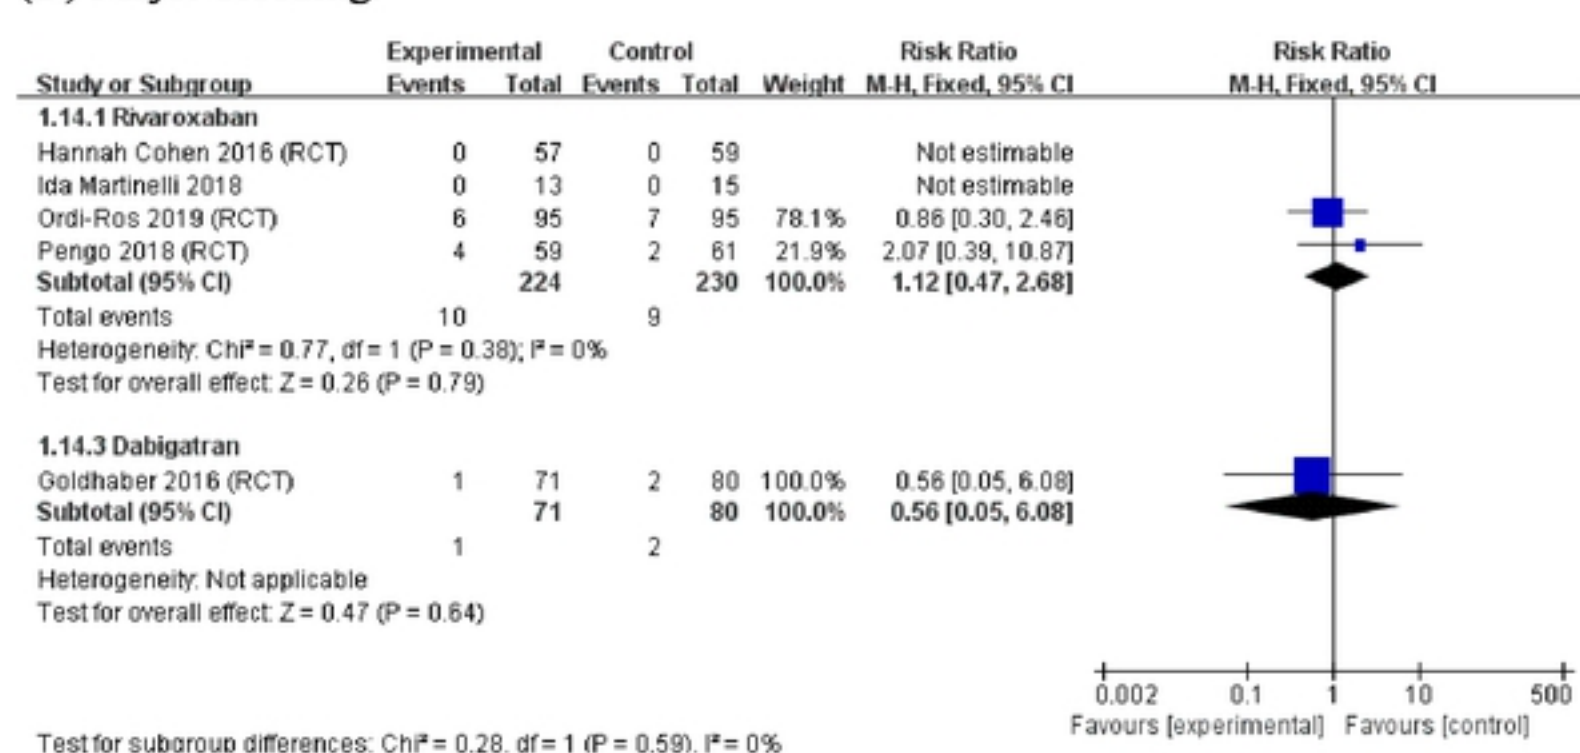 Experimental Control Risk Ratio Risk Ratio
Study or Subgroup Events Total Events Total Weight M-H, Fixed, 95% CI M-H, Fixed, 95% CI
1.14.1 Rivaroxaban
Hannah Cohen 2016 (RCT) 0 57 0 59 Not estimable
Ida Martinelli 2018 0 13 0 15 Not estimable
Ordi-Ros 2019 (RCT) 6 95 7 95 78.1% 0.86 [0.30, 2.46]
Pengo 2018 (RCT) 4 59 2 61 21.9% 2.07 [0.39, 10.87]
Subtotal (95% CI) 224 230 100.0% 1.12 [0.47, 2.68]
Total events 10 9
Heterogeneity: Chi² = 0.77, df = 1 (P = 0.38); I² = 0%
Test for overall effect: Z = 0.26 (P = 0.79)
1.14.3 Dabigatran
Goldhaber 2016 (RCT) 1 71 2 80 100.0% 0.56 [0.05, 6.08]
Subtotal (95% CI) 71 80 100.0% 0.56 [0.05, 6.08]
Total events 1 2
Heterogeneity: Not applicable
Test for overall effect: Z = 0.47 (P = 0.64)
0.002 0.1 1 10 500
Favours [experimental] Favours [control]
Test for subgroup differences: Chi² = 0.28, df = 1 (P = 0.59), I² = 0%